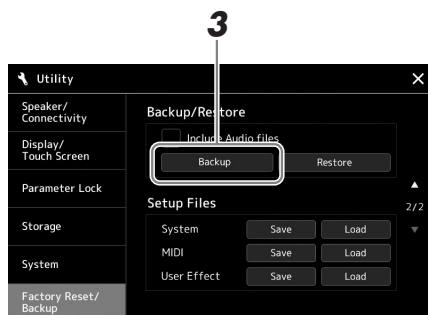 3
Utility
Speaker/
Connectivity
Display/
Touch Screen
Parameter Lock
Storage
System
Factory Reset/
Backup
Backup/Restore
Include Audio files
Backup
Restore
2/2
Setup Files
System
Save
Load
MIDI
Save
Load
User Effect
Save
Load